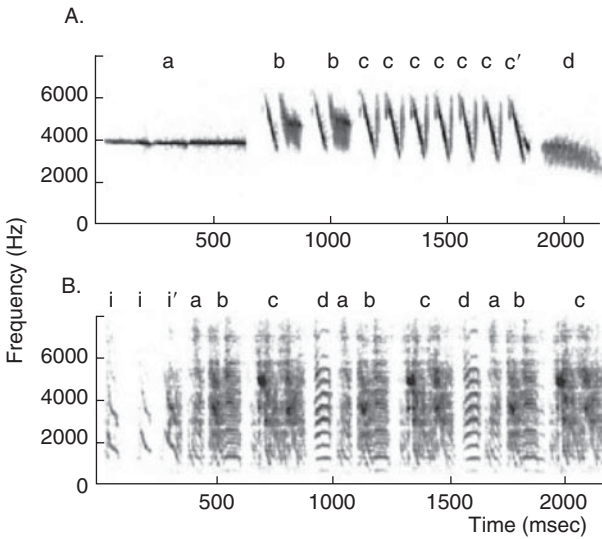 A.
a b b c c c c c c c′ d
6000
4000
2000
0
500 1000 1500 2000
Frequency (Hz)
B.
i i i′ a b c d a b c d a b c
6000
4000
2000
0
500 1000 1500 2000
Time (msec)